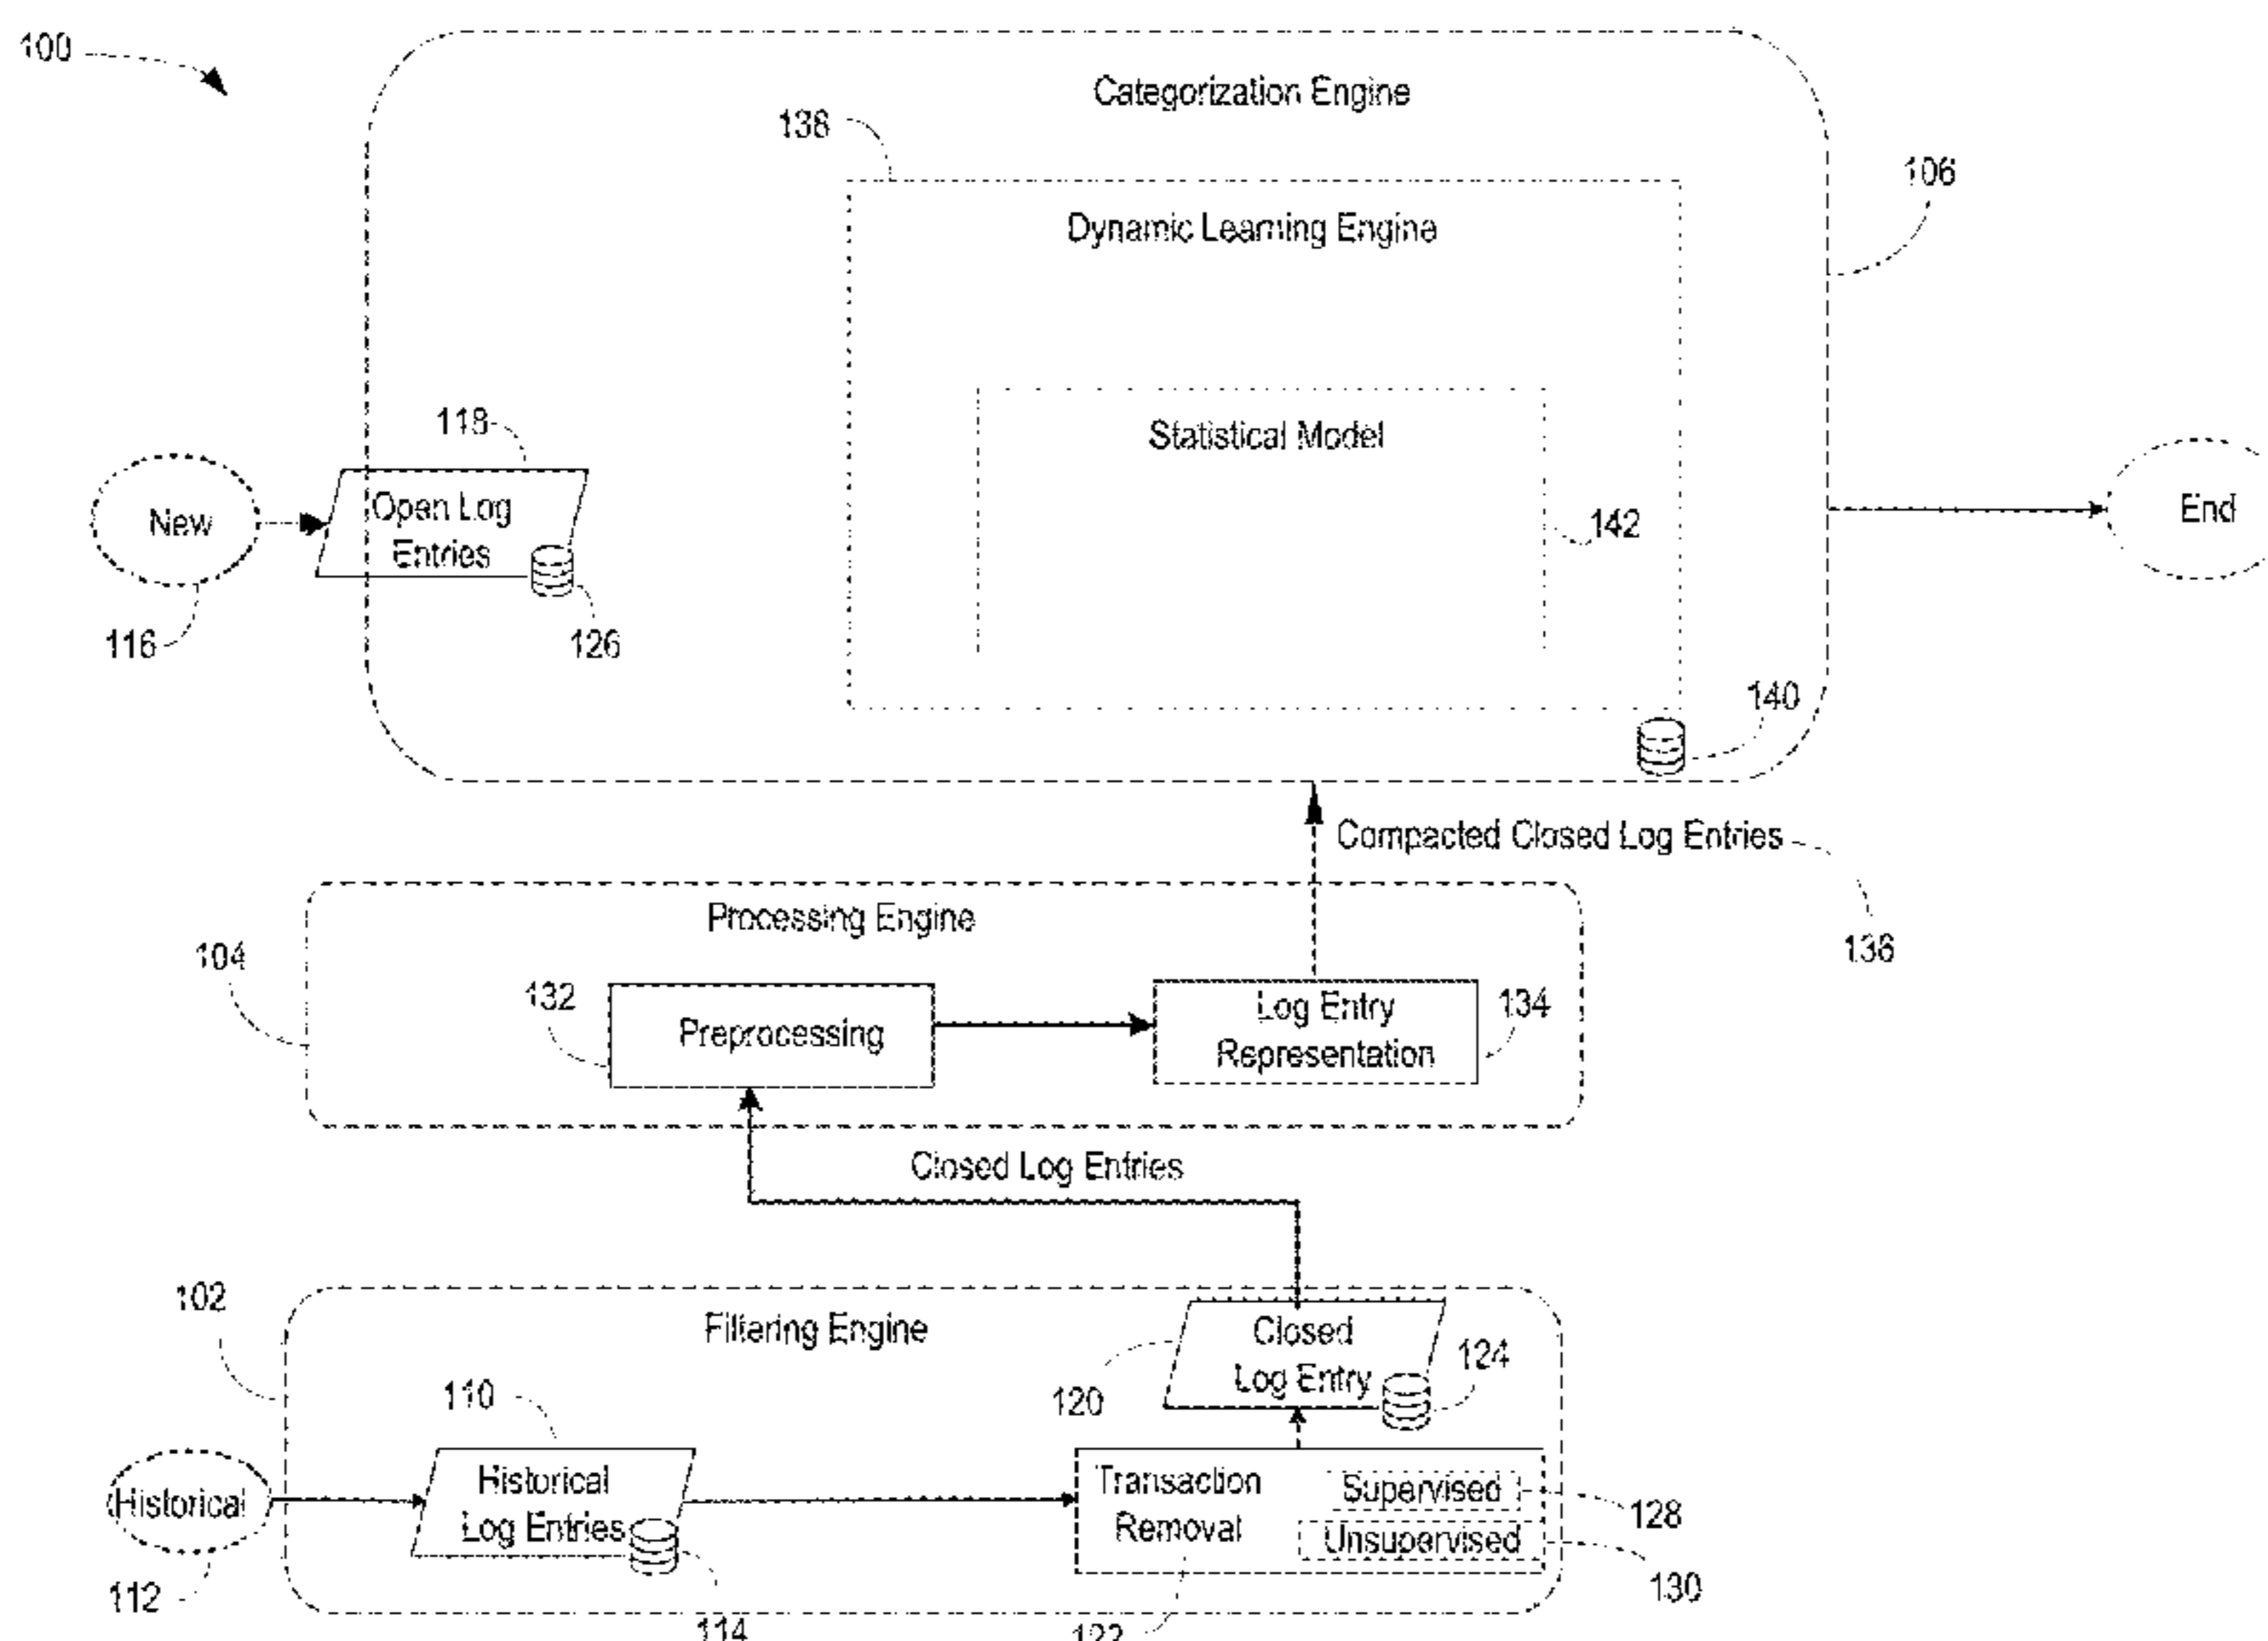 100
Categorization Engine
138
106
Dynamic Learning Engine
118
Statistical Model
New
Open Log
Entries
142
End
116
126
140
Compacted Closed Log Entries
136
Processing Engine
104
132
Preprocessing
Log Entry
Representation
134
Closed Log Entries
102
Filtering Engine
Closed
Log Entry
124
120
110
Historical
Historical
Log Entries
Transaction
Removal
Supervised
Unsupervised
128
130
112
114
122